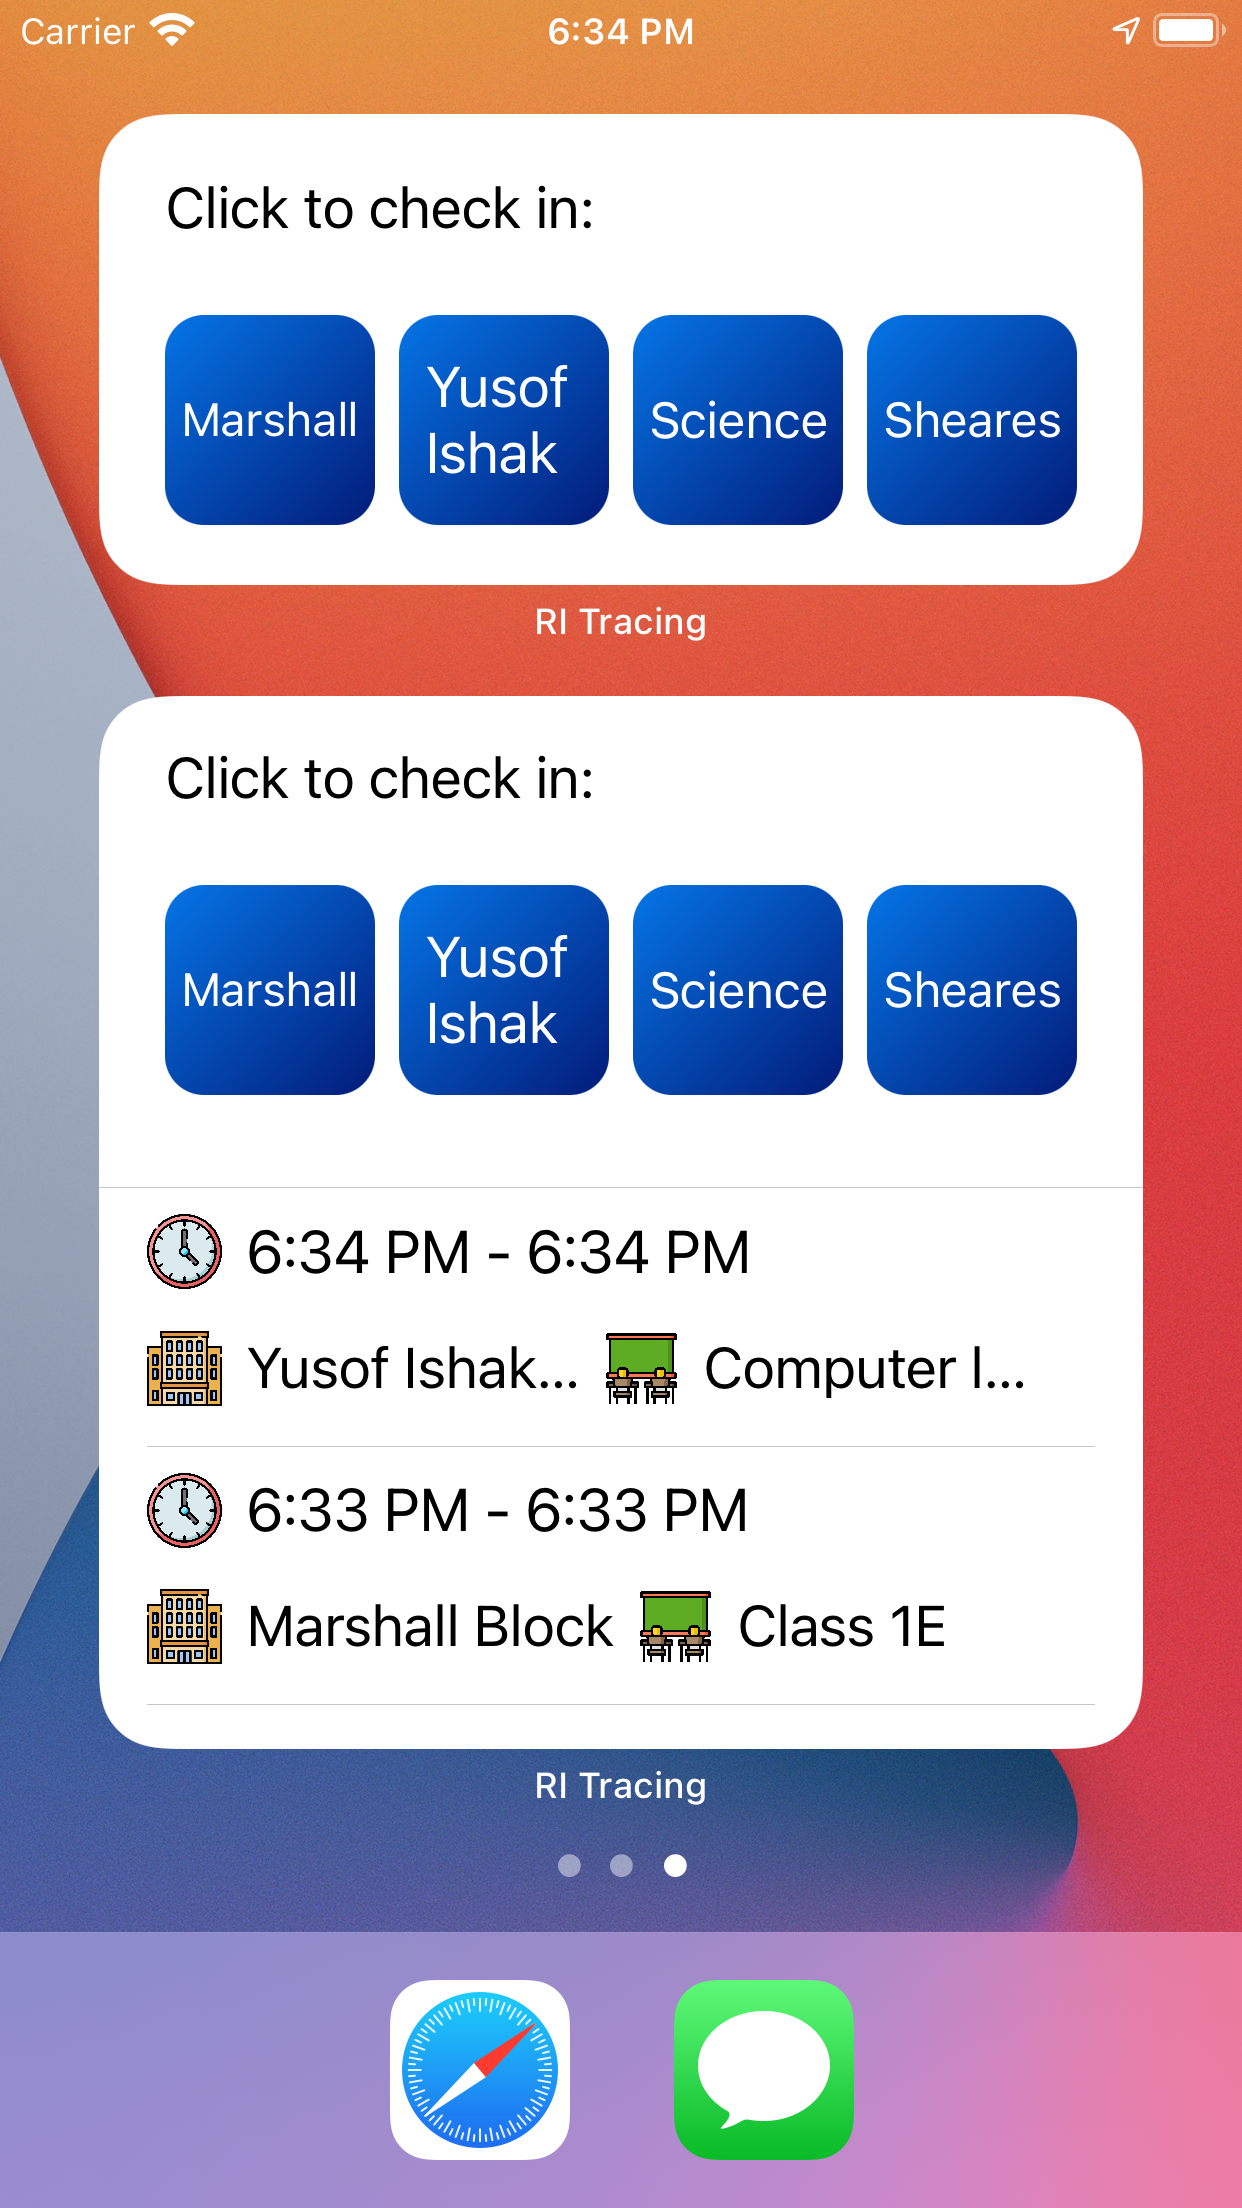 Carrier 6:34 PM
Click to check in:
Marshall
Yusof
Ishak
Science
Sheares
RI Tracing
Click to check in:
Marshall
Yusof
Ishak
Science
Sheares
6:34 PM - 6:34 PM
Yusof Ishak... Computer l...
6:33 PM - 6:33 PM
Marshall Block Class 1E
RI Tracing